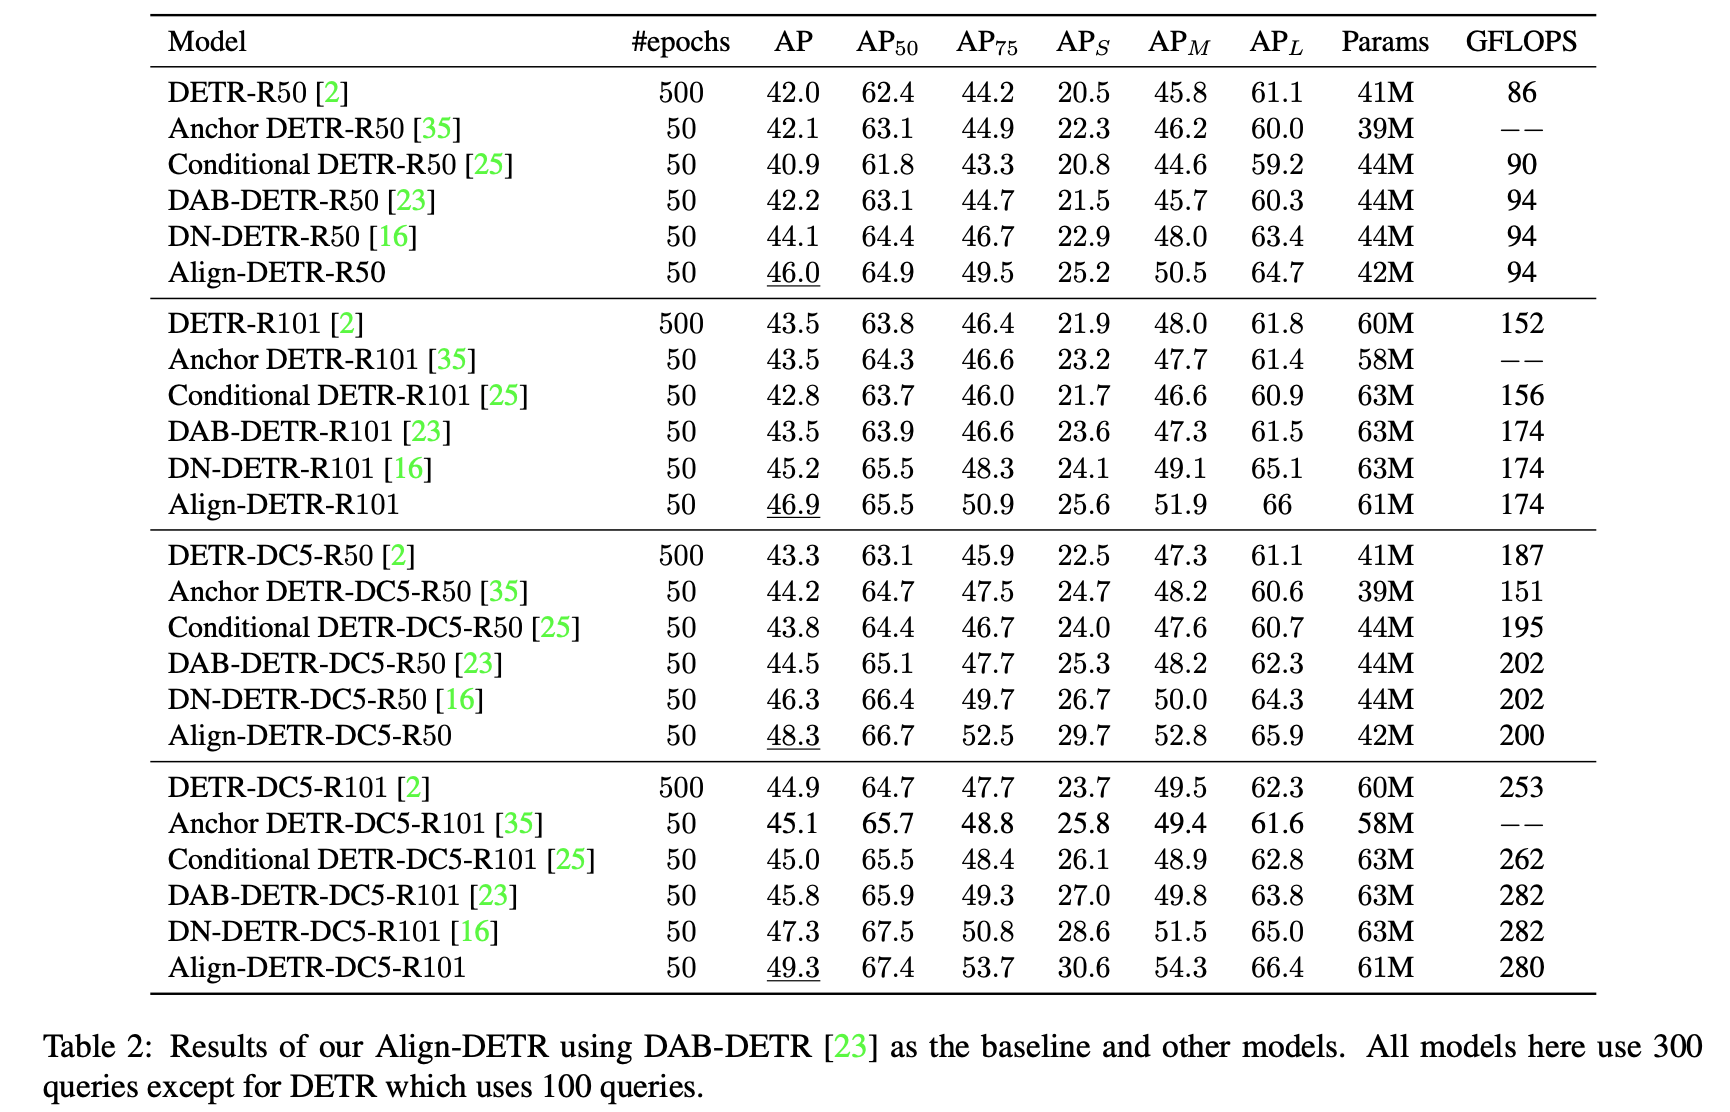 Model #epochs AP AP50 AP75 APS APM APL Params GFLOPS
DETR-R50 [2] 500 42.0 62.4 44.2 20.5 45.8 61.1 41M 86
Anchor DETR-R50 [35] 50 42.1 63.1 44.9 22.3 46.2 60.0 39M −−
Conditional DETR-R50 [25] 50 40.9 61.8 43.3 20.8 44.6 59.2 44M 90
DAB-DETR-R50 [23] 50 42.2 63.1 44.7 21.5 45.7 60.3 44M 94
DN-DETR-R50 [16] 50 44.1 64.4 46.7 22.9 48.0 63.4 44M 94
Align-DETR-R50 50 46.0 64.9 49.5 25.2 50.5 64.7 42M 94
DETR-R101 [2] 500 43.5 63.8 46.4 21.9 48.0 61.8 60M 152
Anchor DETR-R101 [35] 50 43.5 64.3 46.6 23.2 47.7 61.4 58M −−
Conditional DETR-R101 [25] 50 42.8 63.7 46.0 21.7 46.6 60.9 63M 156
DAB-DETR-R101 [23] 50 43.5 63.9 46.6 23.6 47.3 61.5 63M 174
DN-DETR-R101 [16] 50 45.2 65.5 48.3 24.1 49.1 65.1 63M 174
Align-DETR-R101 50 46.9 65.5 50.9 25.6 51.9 66 61M 174
DETR-DC5-R50 [2] 500 43.3 63.1 45.9 22.5 47.3 61.1 41M 187
Anchor DETR-DC5-R50 [35] 50 44.2 64.7 47.5 24.7 48.2 60.6 39M 151
Conditional DETR-DC5-R50 [25] 50 43.8 64.4 46.7 24.0 47.6 60.7 44M 195
DAB-DETR-DC5-R50 [23] 50 44.5 65.1 47.7 25.3 48.2 62.3 44M 202
DN-DETR-DC5-R50 [16] 50 46.3 66.4 49.7 26.7 50.0 64.3 44M 202
Align-DETR-DC5-R50 50 48.3 66.7 52.5 29.7 52.8 65.9 42M 200
DETR-DC5-R101 [2] 500 44.9 64.7 47.7 23.7 49.5 62.3 60M 253
Anchor DETR-DC5-R101 [35] 50 45.1 65.7 48.8 25.8 49.4 61.6 58M −−
Conditional DETR-DC5-R101 [25] 50 45.0 65.5 48.4 26.1 48.9 62.8 63M 262
DAB-DETR-DC5-R101 [23] 50 45.8 65.9 49.3 27.0 49.8 63.8 63M 282
DN-DETR-DC5-R101 [16] 50 47.3 67.5 50.8 28.6 51.5 65.0 63M 282
Align-DETR-DC5-R101 50 49.3 67.4 53.7 30.6 54.3 66.4 61M 280
Table 2: Results of our Align-DETR using DAB-DETR [23] as the baseline and other models. All models here use 300
queries except for DETR which uses 100 queries.